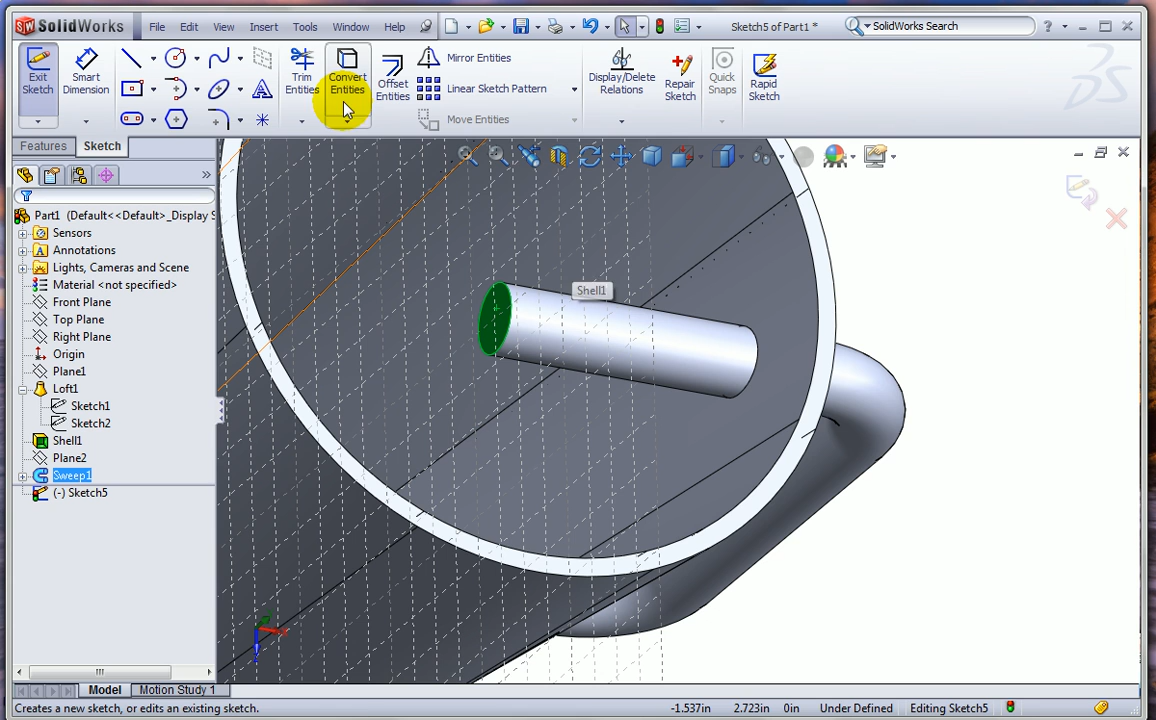 SolidWorks File Edit View Insert Tools Window Help Sketch5 of Part1 * SolidWorks Search
Exit Sketch
Smart Dimension
Trim Entities
Convert Entities
Offset Entities
Mirror Entities
Linear Sketch Pattern
Move Entities
Display/Delete Relations
Repair Sketch
Quick Snaps
Rapid Sketch
Features Sketch
Part1 (Default<<Default>_Display S
Sensors
Annotations
Lights, Cameras and Scene
Material <not specified>
Front Plane
Top Plane
Right Plane
Origin
Plane1
Loft1
Sketch1
Sketch2
Shell1
Plane2
Sweep1
(-) Sketch5
Shell1
Model Motion Study 1
Creates a new sketch, or edits an existing sketch. -1.537in 2.723in 0in Under Defined Editing Sketch5